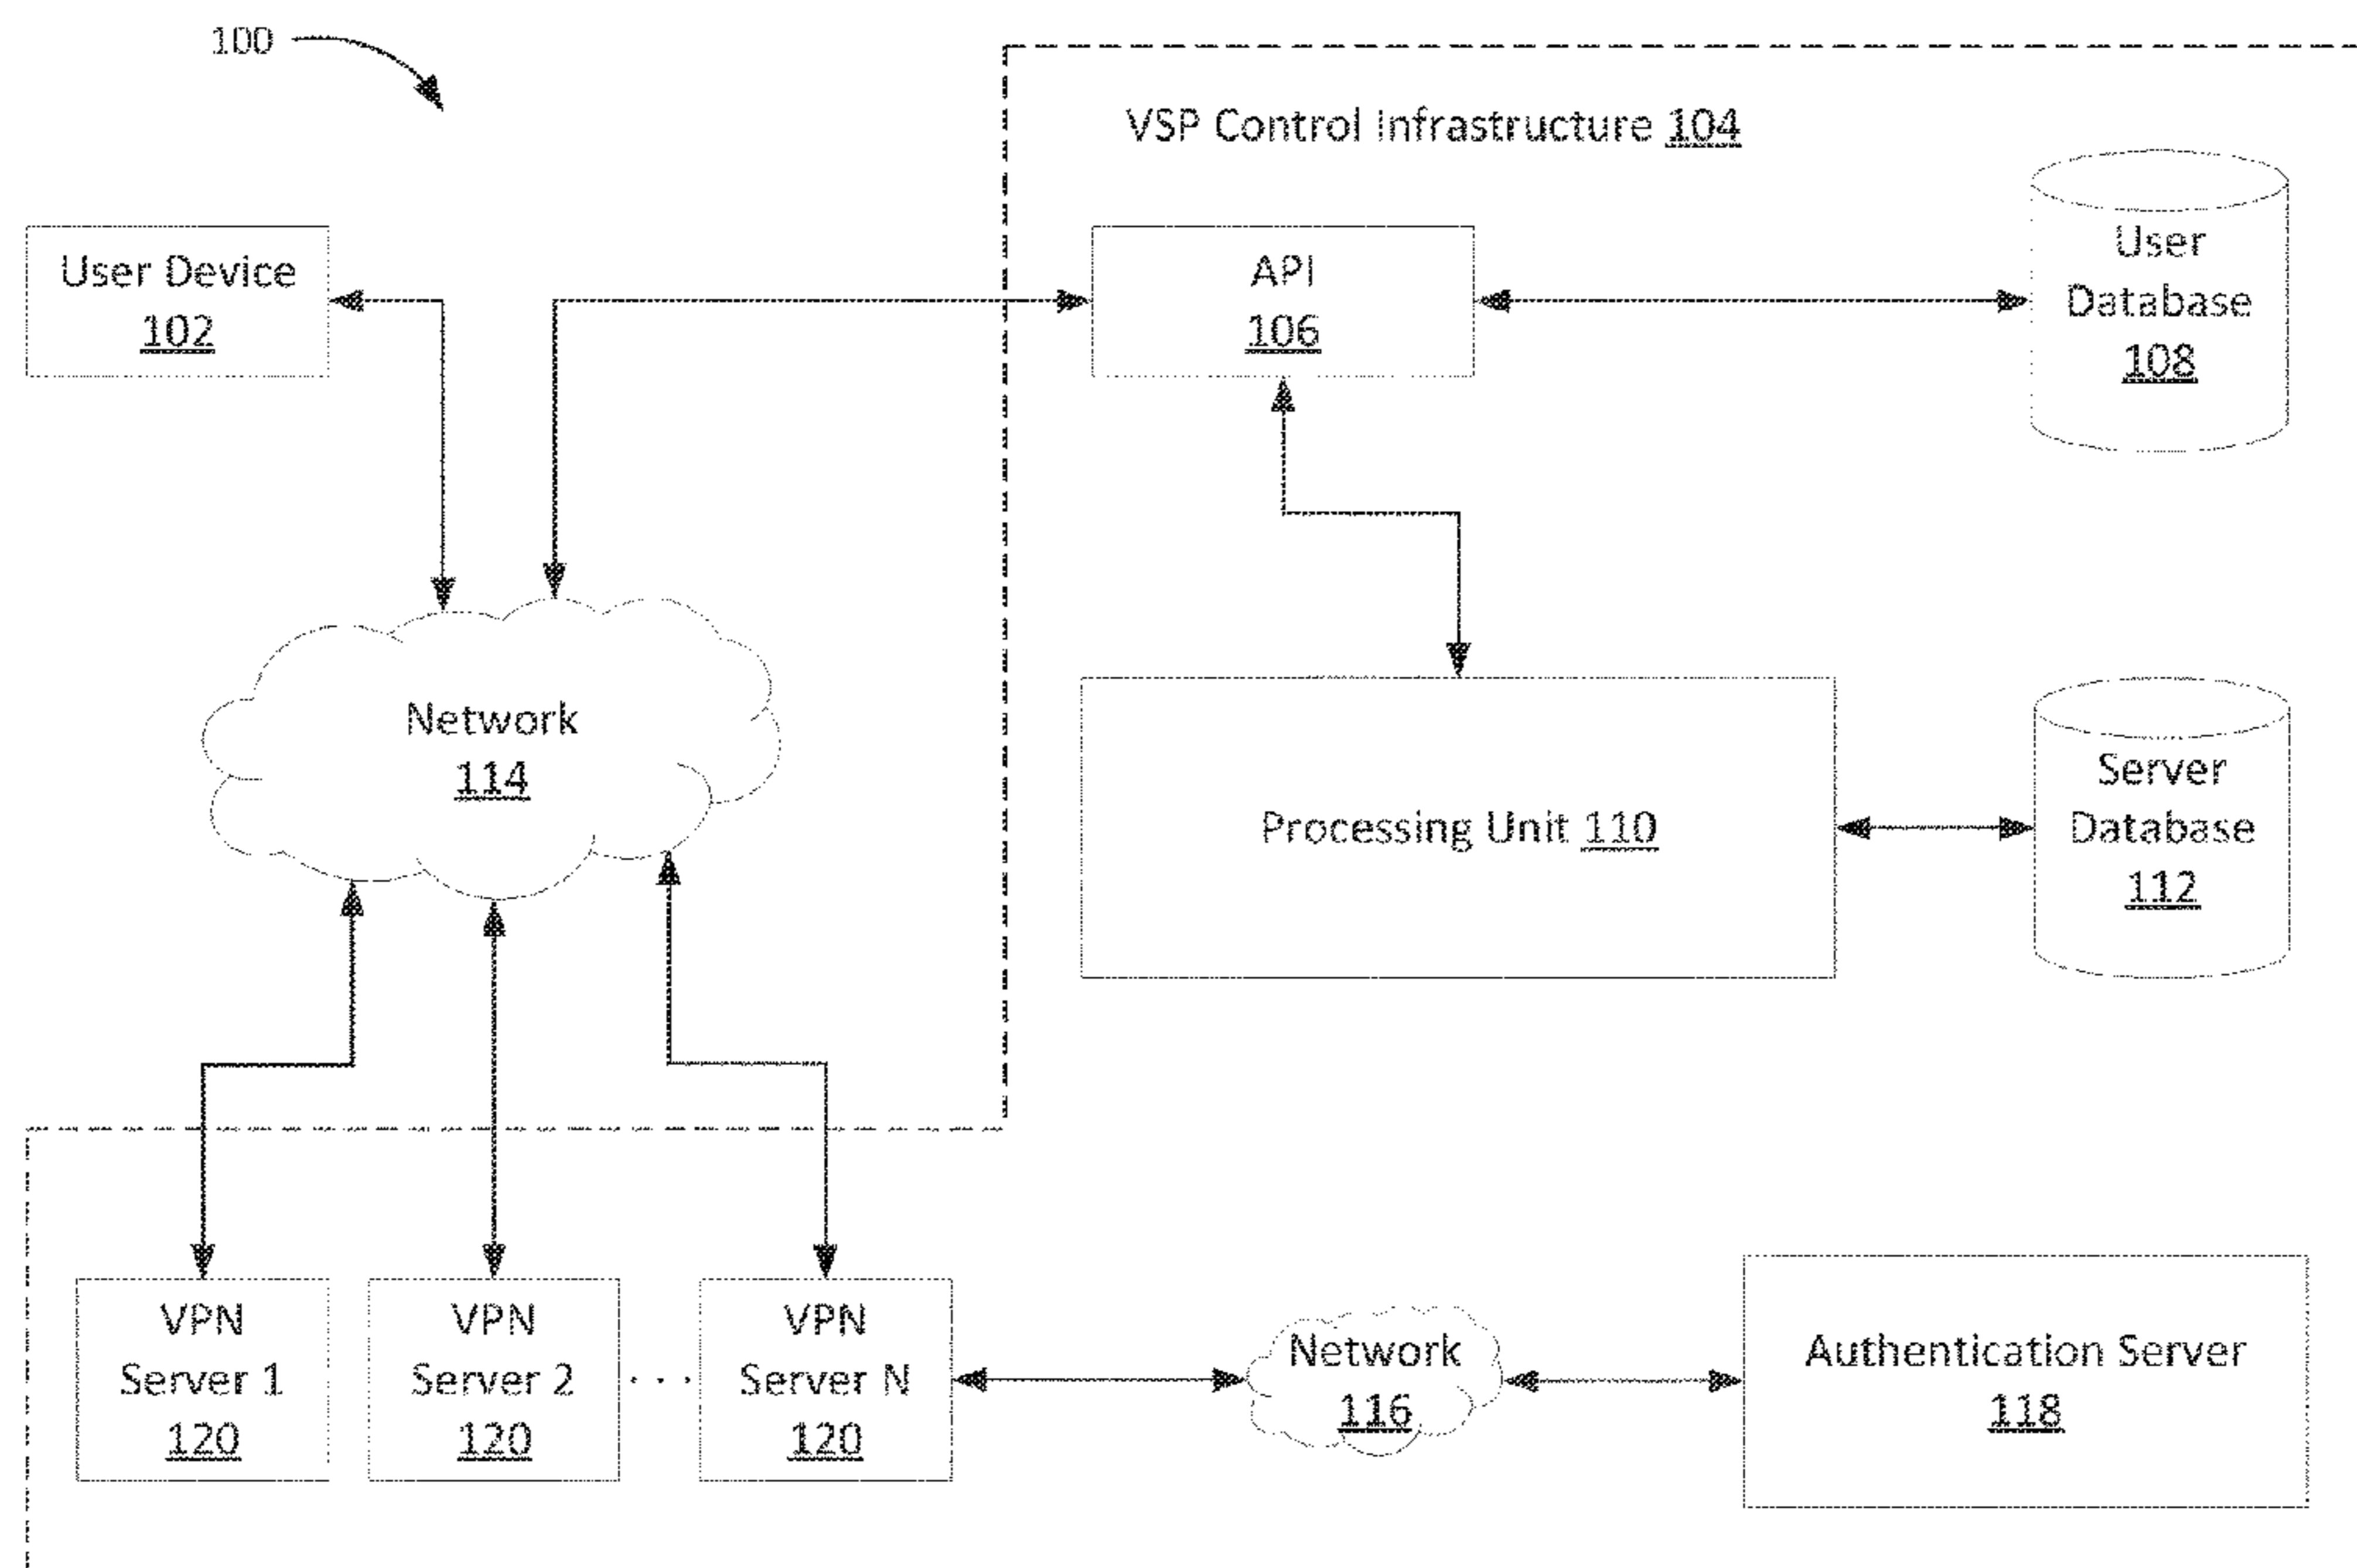 100
VSP Control Infrastructure 104
User Device
102
API
106
User
Database
108
Network
114
Processing Unit 110
Server
Database
112
VPN
Server 1
120
VPN
Server 2
120
. . .
VPN
Server N
120
Network
116
Authentication Server
118